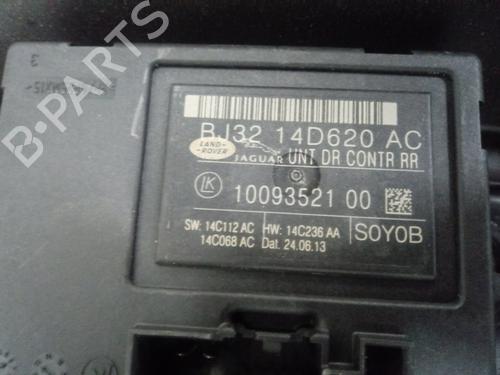 B-PARTS
BJ32 14D620 AC
LAND-ROVER JAGUAR UNT DR CONTR RR
LK 10093521 00
SW: 14C112 AC HW: 14C236 AA S0Y0B
14C068 AC Dat. 24.06.13